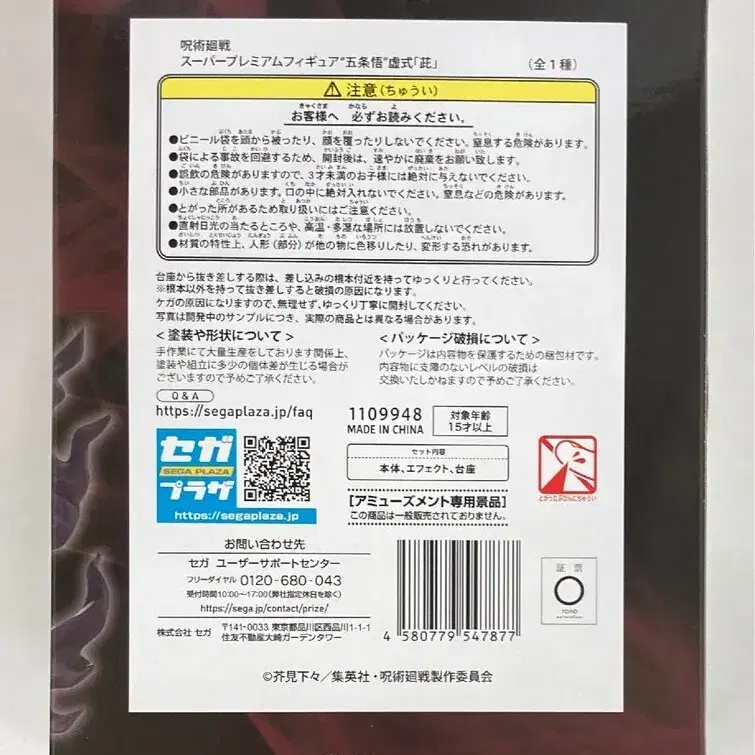 呪術廻戦
スーパープレミアムフィギュア"五条悟"虚式「茈」 （全1種）
⚠注意(ちゅうい)
お客様へ 必ずお読みください。
●ビニール袋を頭から被ったり、顔を覆ったりしないでください。窒息する危険があります。
●袋による事故を回避するため、開封後は、速やかに廃棄をお願い致します。
●誤飲の危険がありますので、3才未満のお子様には絶対に与えないでください。
●小さな部品があります。口の中に絶対入れないでください。窒息などの危険があります。
●とがった所があるため取り扱いにはご注意ください。
●直射日光の当たるところや、高温・多湿な場所には放置しないでください。
●材質の特性上、人形（部分）が他の物に色移りしたり、変形する恐れがあります。
台座から抜き差しする際は、差し込みの根本付近を持ってゆっくりと行ってください。
※根本以外を持って抜き差しすると破損の原因になります。
ケガの原因になりますので、無理せず、ゆっくり丁寧に開封してください。
写真は開発中のサンプルにつき、実際の商品とは異なる場合があります。
＜塗装や形状について＞
手作業にて大量生産をしております関係上、
塗装や組立に多少の個体差が生じる場合が
ございますので予めご了承ください。
＜パッケージ破損について＞
パッケージは内容物を保護するための梱包材です。
内容物に支障のないレベルの破損は
交換いたしかねますので予めご了承ください。
Q&A
https://segaplaza.jp/faq
セガ
SEGA PLAZA
プラザ
https://segaplaza.jp
1109948
MADE IN CHINA
対象年齢
15才以上
セット内容
本体、エフェクト、台座
[アミューズメント専用景品]
この商品は一般販売されておりません。
とがったぶひんにちゅうい
お問い合わせ先
セガ ユーザーサポートセンター
フリーダイヤル 0120-680-043
受付時間10:00〜17:00（弊社指定休日を除く）
https://sega.jp/contact/prize/
株式会社 セガ 〒141-0033 東京都品川区西品川1-1-1
住友不動産大崎ガーデンタワー
4 580779 547877
証票
TOHO
©芥見下々／集英社・呪術廻戦製作委員会